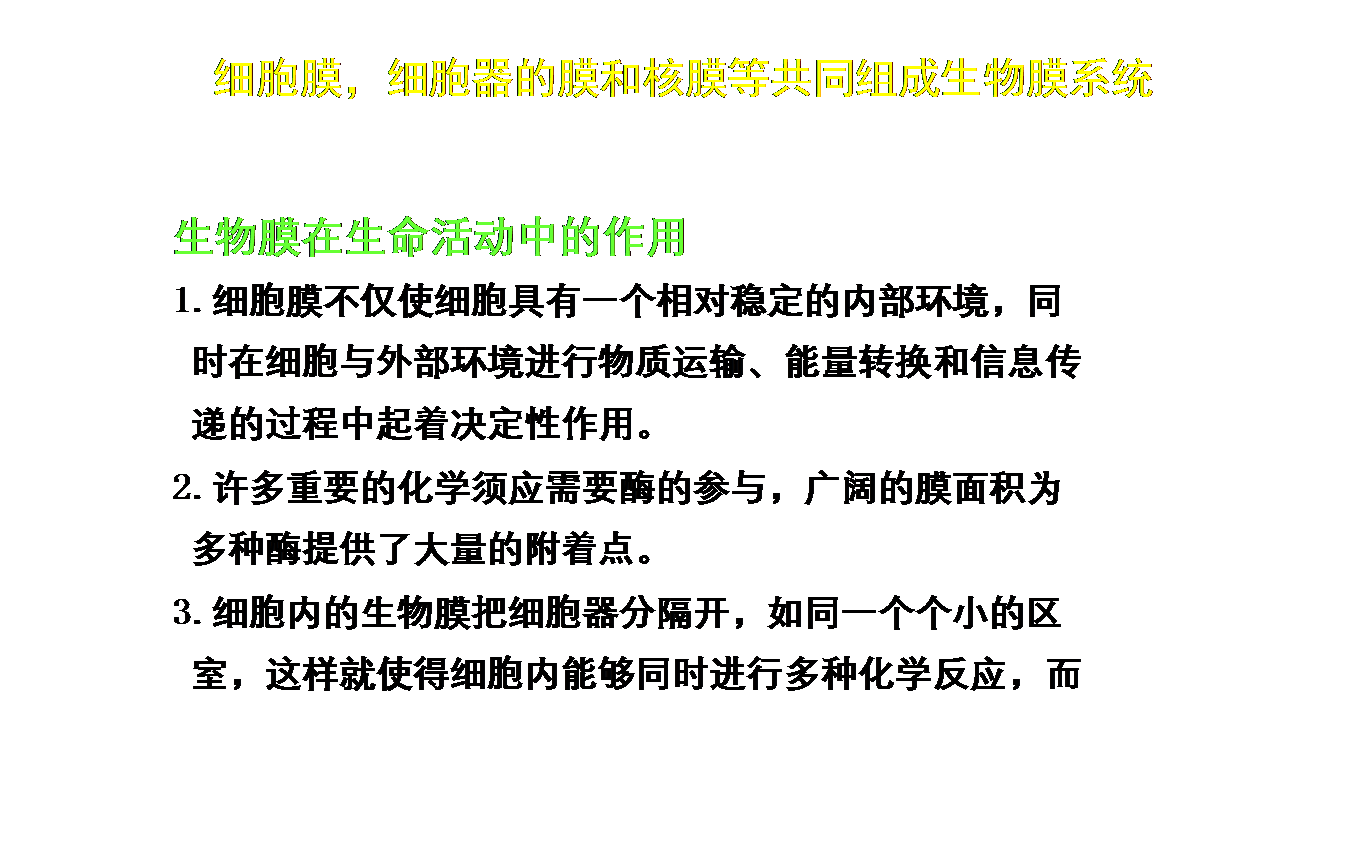 细胞膜，细胞器的膜和核膜等共同组成生物膜系统
生物膜在生命活动中的作用
1. 细胞膜不仅使细胞具有一个相对稳定的内部环境，同
时在细胞与外部环境进行物质运输、能量转换和信息传
递的过程中起着决定性作用。
2. 许多重要的化学须应需要酶的参与，广阔的膜面积为
多种酶提供了大量的附着点。
3. 细胞内的生物膜把细胞器分隔开，如同一个个小的区
室，这样就使得细胞内能够同时进行多种化学反应，而